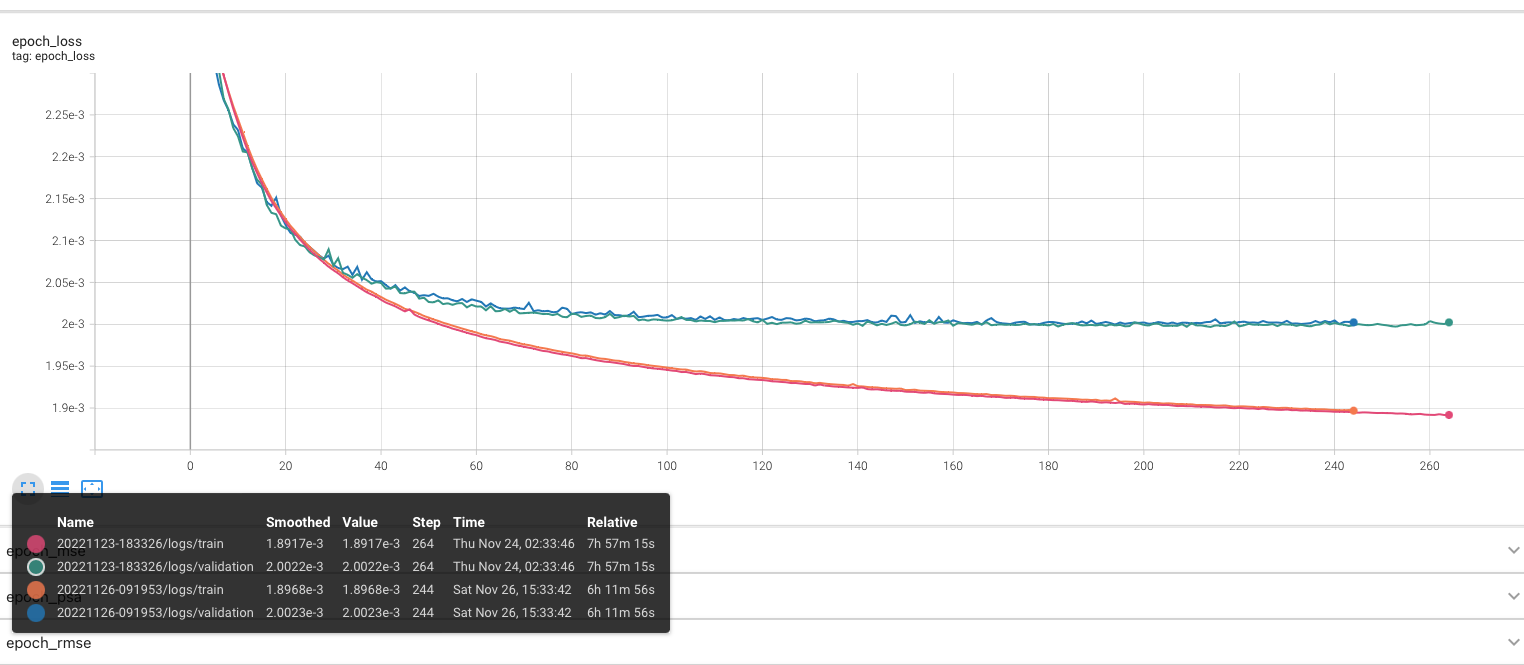 epoch_loss
tag: epoch_loss
2.25e-3
2.2e-3
2.15e-3
2.1e-3
2.05e-3
2e-3
1.95e-3
1.9e-3
0 20 40 60 80 100 120 140 160 180 200 220 240 260
Name Smoothed Value Step Time Relative
20221123-183326/logs/train 1.8917e-3 1.8917e-3 264 Thu Nov 24, 02:33:46 7h 57m 15s
epoch_mse
20221123-183326/logs/validation 2.0022e-3 2.0022e-3 264 Thu Nov 24, 02:33:46 7h 57m 15s
20221126-091953/logs/train 1.8968e-3 1.8968e-3 244 Sat Nov 26, 15:33:42 6h 11m 56s
epoch_psa
20221126-091953/logs/validation 2.0023e-3 2.0023e-3 244 Sat Nov 26, 15:33:42 6h 11m 56s
epoch_rmse